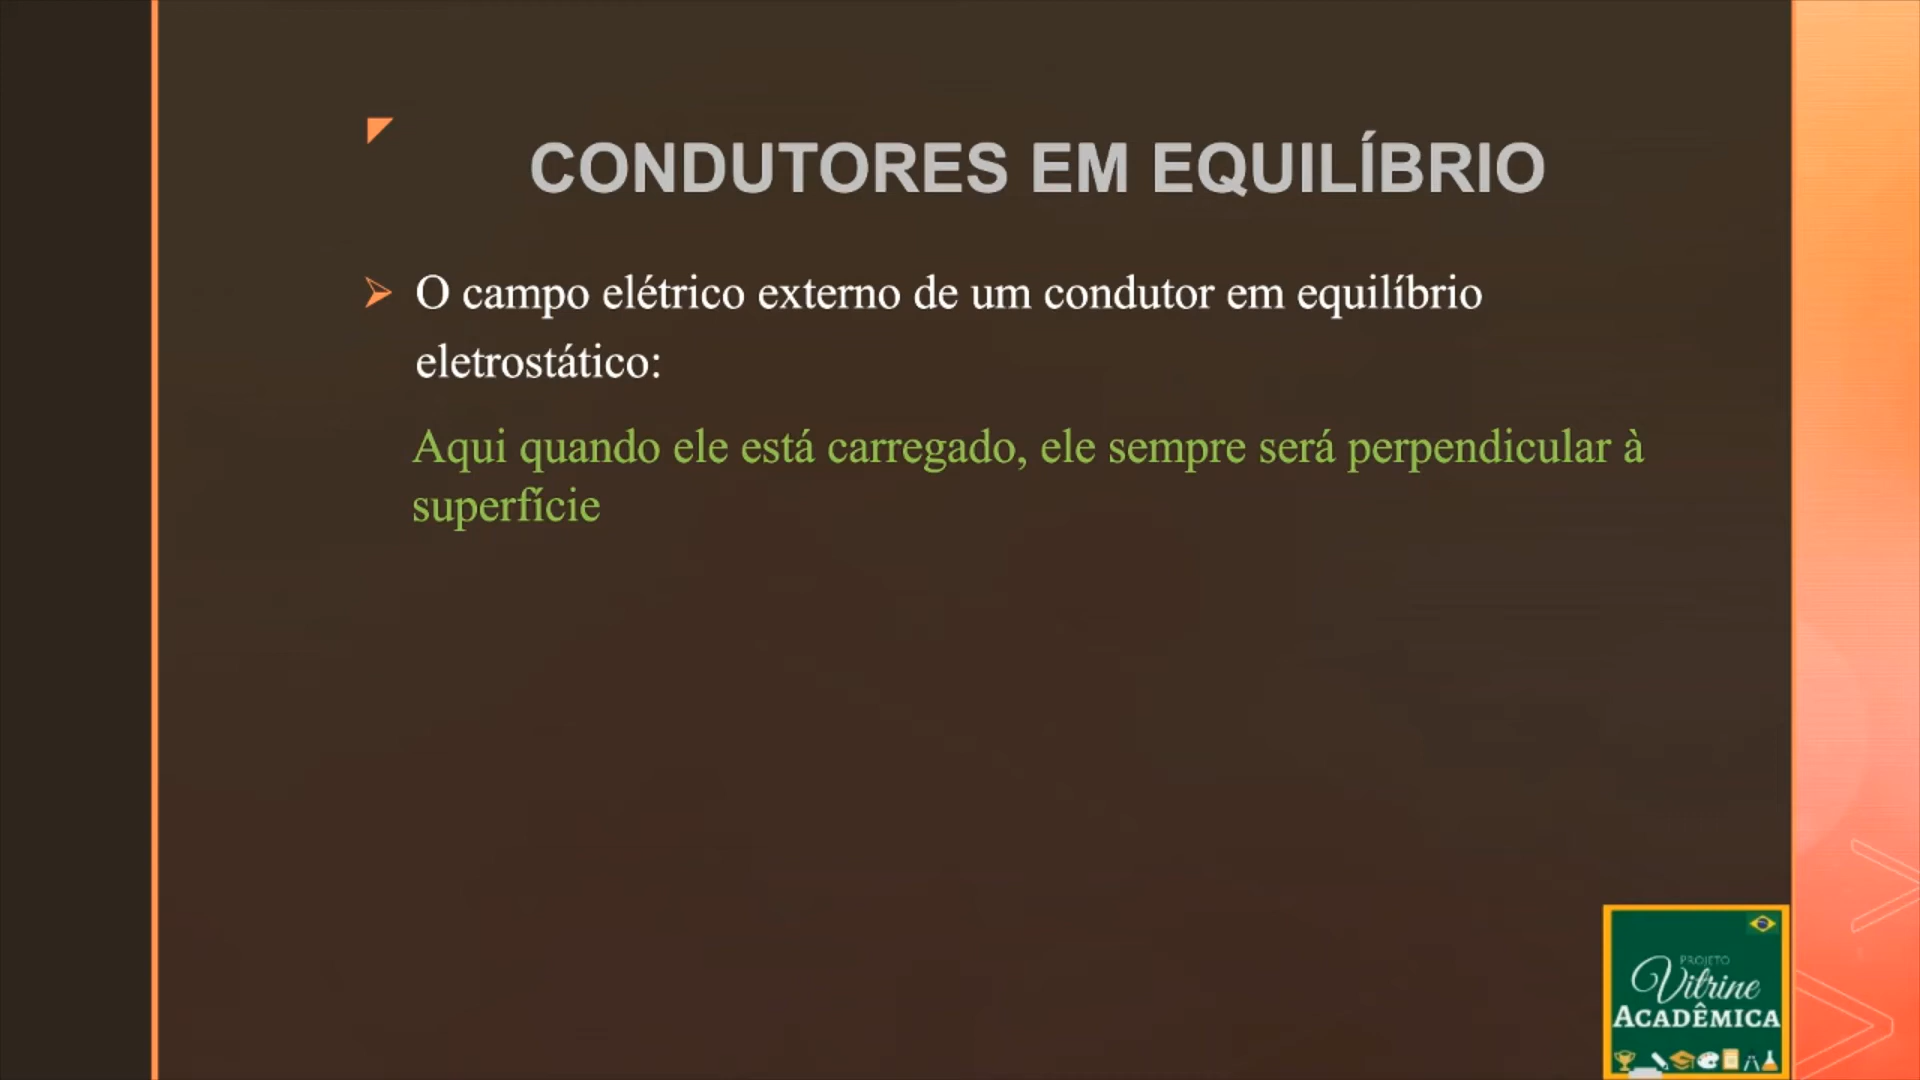 CONDUTORES EM EQUILÍBRIO
O campo elétrico externo de um condutor em equilíbrio
eletrostático:
Aqui quando ele está carregado, ele sempre será perpendicular à
superfície
PROJETO
Vitrine
ACADÊMICA